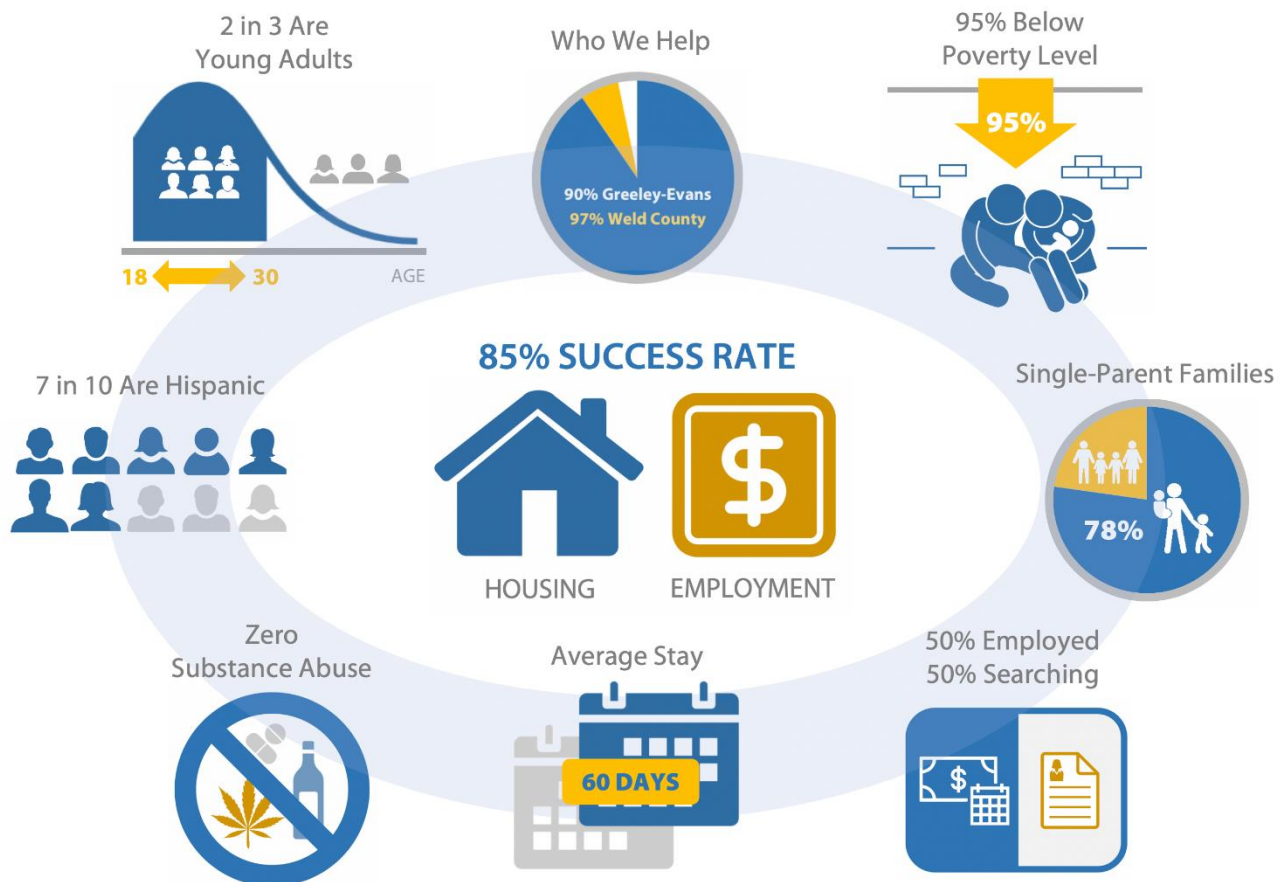 2 in 3 Are
Young Adults
18
30
AGE
Who We Help
90% Greeley-Evans
97% Weld County
95% Below
Poverty Level
95%
7 in 10 Are Hispanic
85% SUCCESS RATE
$
HOUSING
EMPLOYMENT
Single-Parent Families
78%
Zero
Substance Abuse
Average Stay
60 DAYS
50% Employed
50% Searching
$